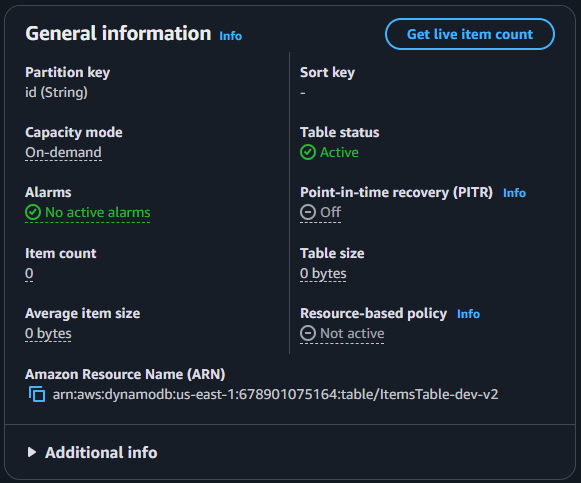 General information Info
Get live item count
Partition key
id (String)
Sort key
-
Capacity mode
On-demand
Table status
Active
Alarms
No active alarms
Point-in-time recovery (PITR) Info
Off
Item count
0
Table size
0 bytes
Average item size
0 bytes
Resource-based policy Info
Not active
Amazon Resource Name (ARN)
arn:aws:dynamodb:us-east-1:678901075164:table/ItemsTable-dev-v2
Additional info